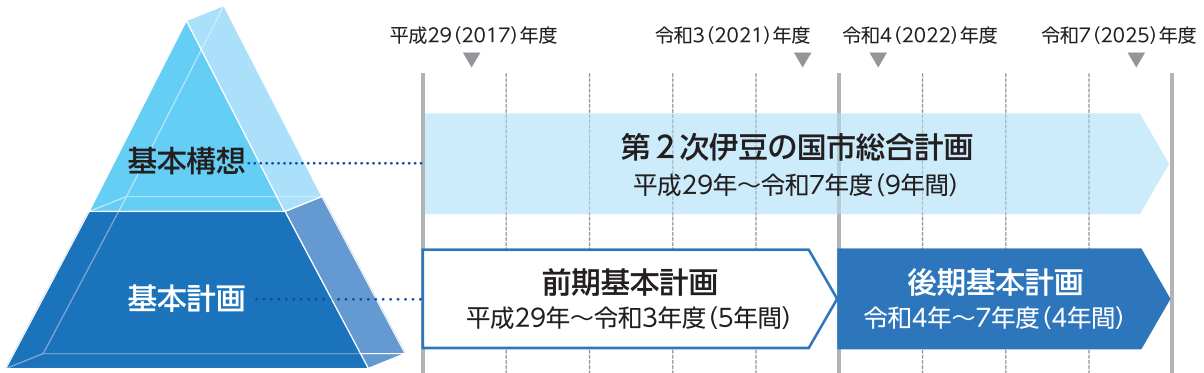 平成29（2017）年度
令和3（2021）年度
令和4（2022）年度
令和7（2025）年度
基本構想
第２次伊豆の国市総合計画
平成29年～令和7年度（9年間）
基本計画
前期基本計画
平成29年～令和3年度（5年間）
後期基本計画
令和4年～7年度（4年間）